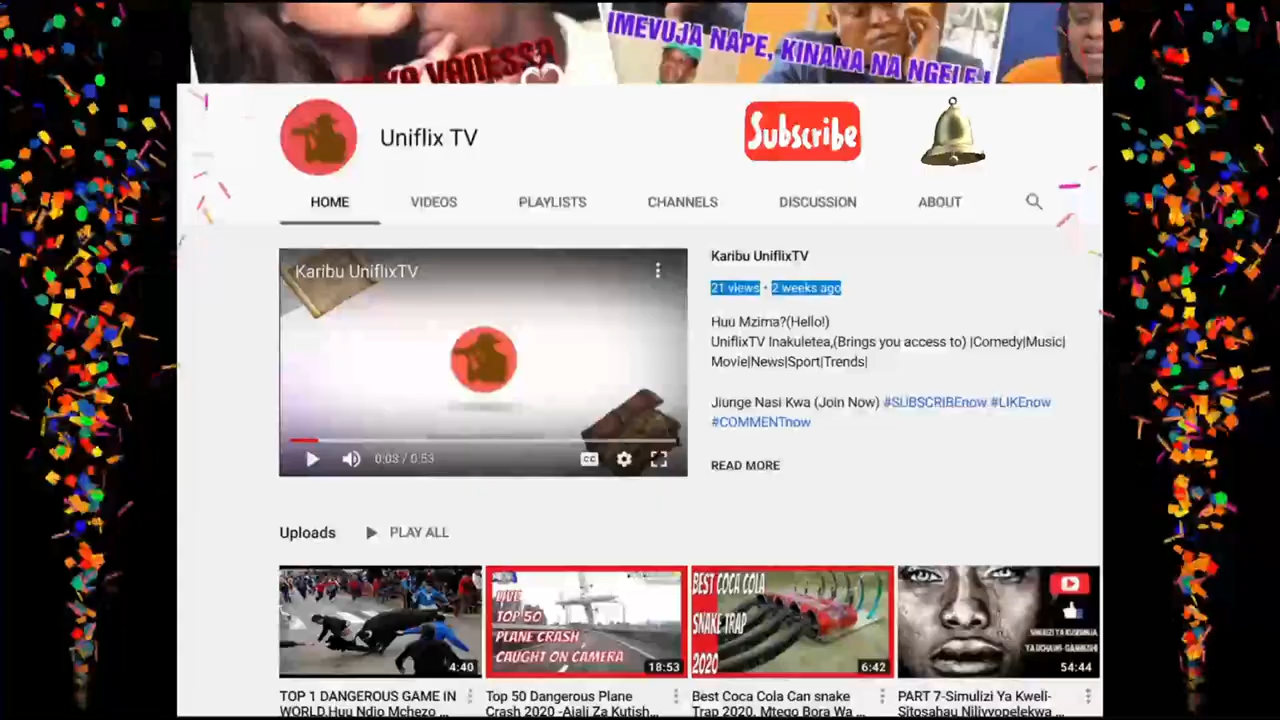 YA VANESSA
IMEVUJA NAPE, KINANA NA NGELEJ
Uniflix TV
Subscribe
HOME VIDEOS PLAYLISTS CHANNELS DISCUSSION ABOUT
Karibu UniflixTV
0:03 / 0:53
CC
Karibu UniflixTV
21 views • 2 weeks ago
Huu Mzima?(Hello!)
UniflixTV Inakuletea,(Brings you access to) |Comedy|Music|
Movie|News|Sport|Trends|
Jiunge Nasi Kwa (Join Now) #SUBSCRIBEnow #LIKEnow
#COMMENTnow
READ MORE
Uploads PLAY ALL
4:40
LIVE
TOP 50
PLANE CRASH
CAUGHT ON CAMERA
18:53
BEST COCA COLA
SNAKE TRAP
2020
6:42
54:44
TOP 1 DANGEROUS GAME IN
WORLD,Huu Ndio Mchezo ...
Top 50 Dangerous Plane
Crash 2020 -Ajali Za Kutish...
Best Coca Cola Can snake
Trap 2020, Mtego Bora Wa ...
PART 7-Simulizi Ya Kweli-
Sitosahau Niliyopelekwa ...